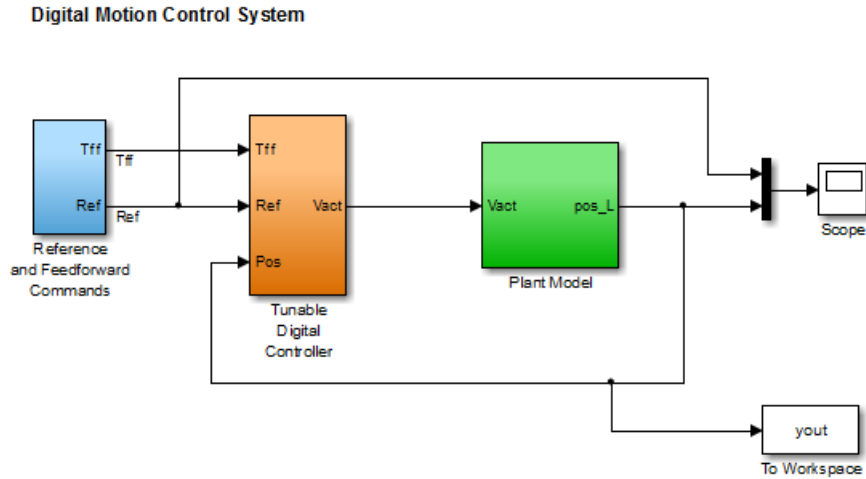 Digital Motion Control System
Tff
Ref
Tff
Ref
Reference
and Feedforward
Commands
Tff
Ref
Pos
Vact
Tunable
Digital
Controller
Vact
pos_L
Plant Model
Scope
yout
To Workspace